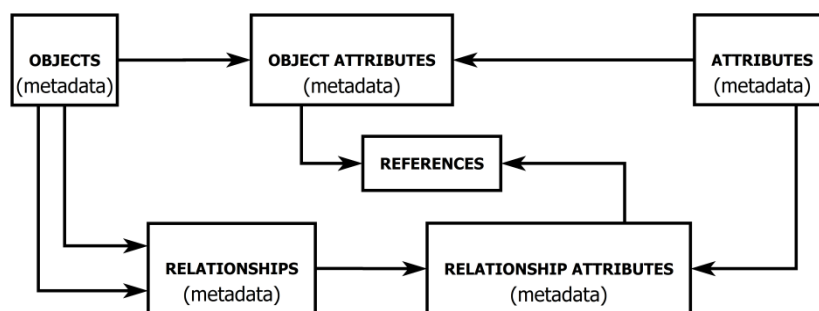 OBJECTS
(metadata)
OBJECT ATTRIBUTES
(metadata)
ATTRIBUTES
(metadata)
REFERENCES
RELATIONSHIPS
(metadata)
RELATIONSHIP ATTRIBUTES
(metadata)